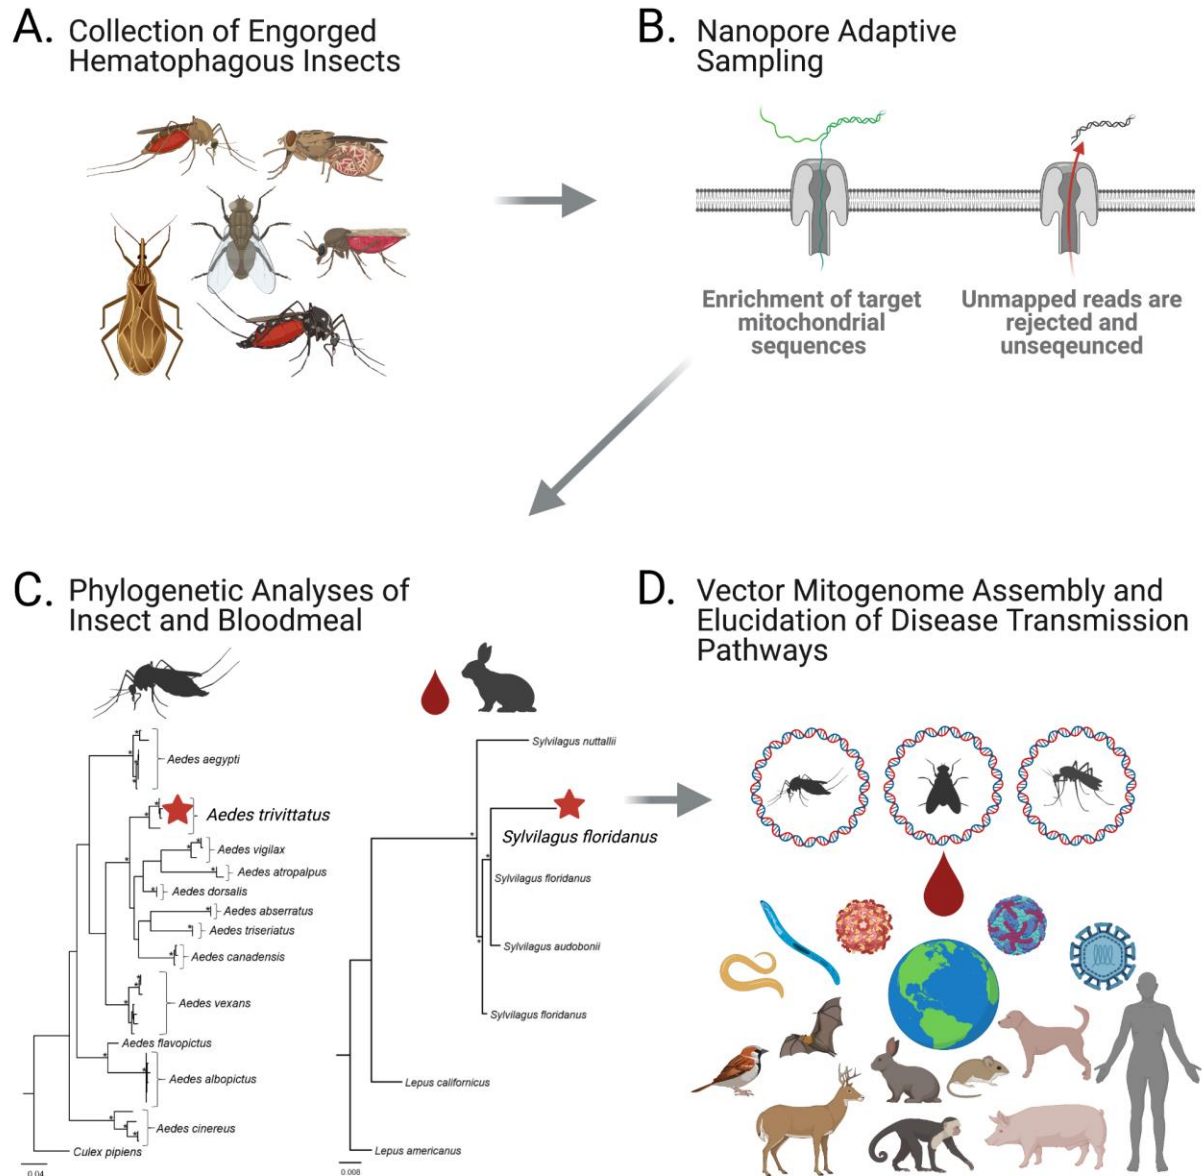 A. Collection of Engorged
Hematophagous Insects
B. Nanopore Adaptive
Sampling
Enrichment of target
mitochondrial
sequences
Unmapped reads are
rejected and
unseqeunced
C. Phylogenetic Analyses of
Insect and Bloodmeal
Aedes aegypti
Aedes trivittatus
Aedes vigilax
Aedes atropalpus
Aedes dorsalis
Aedes abserratus
Aedes triseriatus
Aedes canadensis
Aedes vexans
Aedes flavopictus
Aedes albopictus
Aedes cinereus
Culex pipiens
0.04
Sylvilagus nuttallii
Sylvilagus floridanus
Sylvilagus floridanus
Sylvilagus audobonii
Sylvilagus floridanus
Lepus californicus
Lepus americanus
0.008
D. Vector Mitogenome Assembly and
Elucidation of Disease Transmission
Pathways